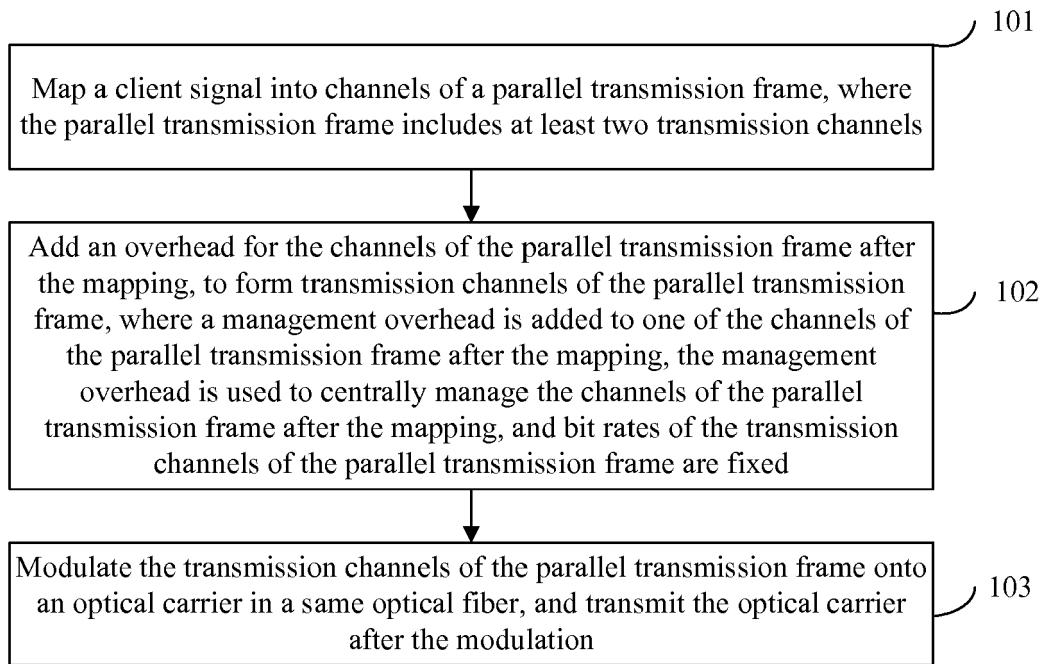 101
Map a client signal into channels of a parallel transmission frame, where
the parallel transmission frame includes at least two transmission channels
Add an overhead for the channels of the parallel transmission frame after
the mapping, to form transmission channels of the parallel transmission
frame, where a management overhead is added to one of the channels of
the parallel transmission frame after the mapping, the management
overhead is used to centrally manage the channels of the parallel
transmission frame after the mapping, and bit rates of the transmission
channels of the parallel transmission frame are fixed
102
Modulate the transmission channels of the parallel transmission frame onto
an optical carrier in a same optical fiber, and transmit the optical carrier
after the modulation
103